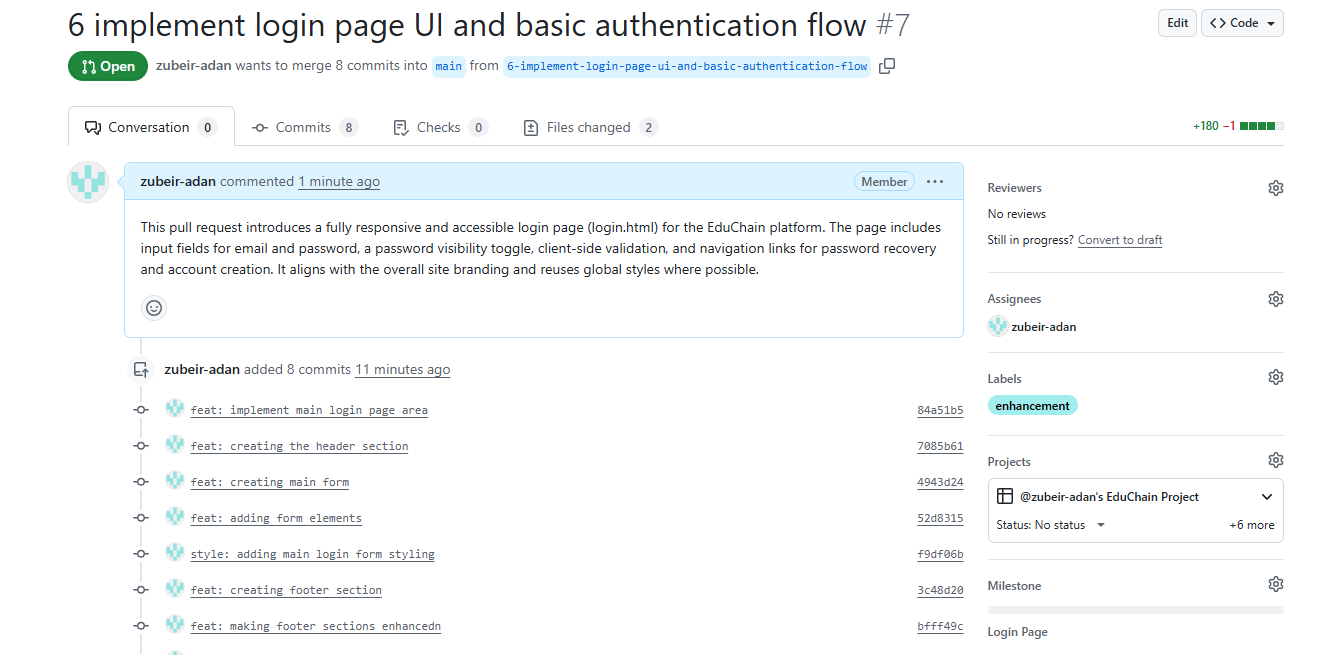 6 implement login page UI and basic authentication flow #7
Edit
<> Code
Open
zubeir-adan wants to merge 8 commits into main from 6-implement-login-page-ui-and-basic-authentication-flow
Conversation 0
Commits 8
Checks 0
Files changed 2
+180 −1
zubeir-adan commented 1 minute ago
Member
This pull request introduces a fully responsive and accessible login page (login.html) for the EduChain platform. The page includes
input fields for email and password, a password visibility toggle, client-side validation, and navigation links for password recovery
and account creation. It aligns with the overall site branding and reuses global styles where possible.
zubeir-adan added 8 commits 11 minutes ago
feat: implement main login page area 84a51b5
feat: creating the header section 7085b61
feat: creating main form 4943d24
feat: adding form elements 52d8315
style: adding main login form styling f9df06b
feat: creating footer section 3c48d20
feat: making footer sections enhancedn bfff49c
Reviewers
No reviews
Still in progress? Convert to draft
Assignees
zubeir-adan
Labels
enhancement
Projects
@zubeir-adan's EduChain Project
Status: No status
+6 more
Milestone
Login Page